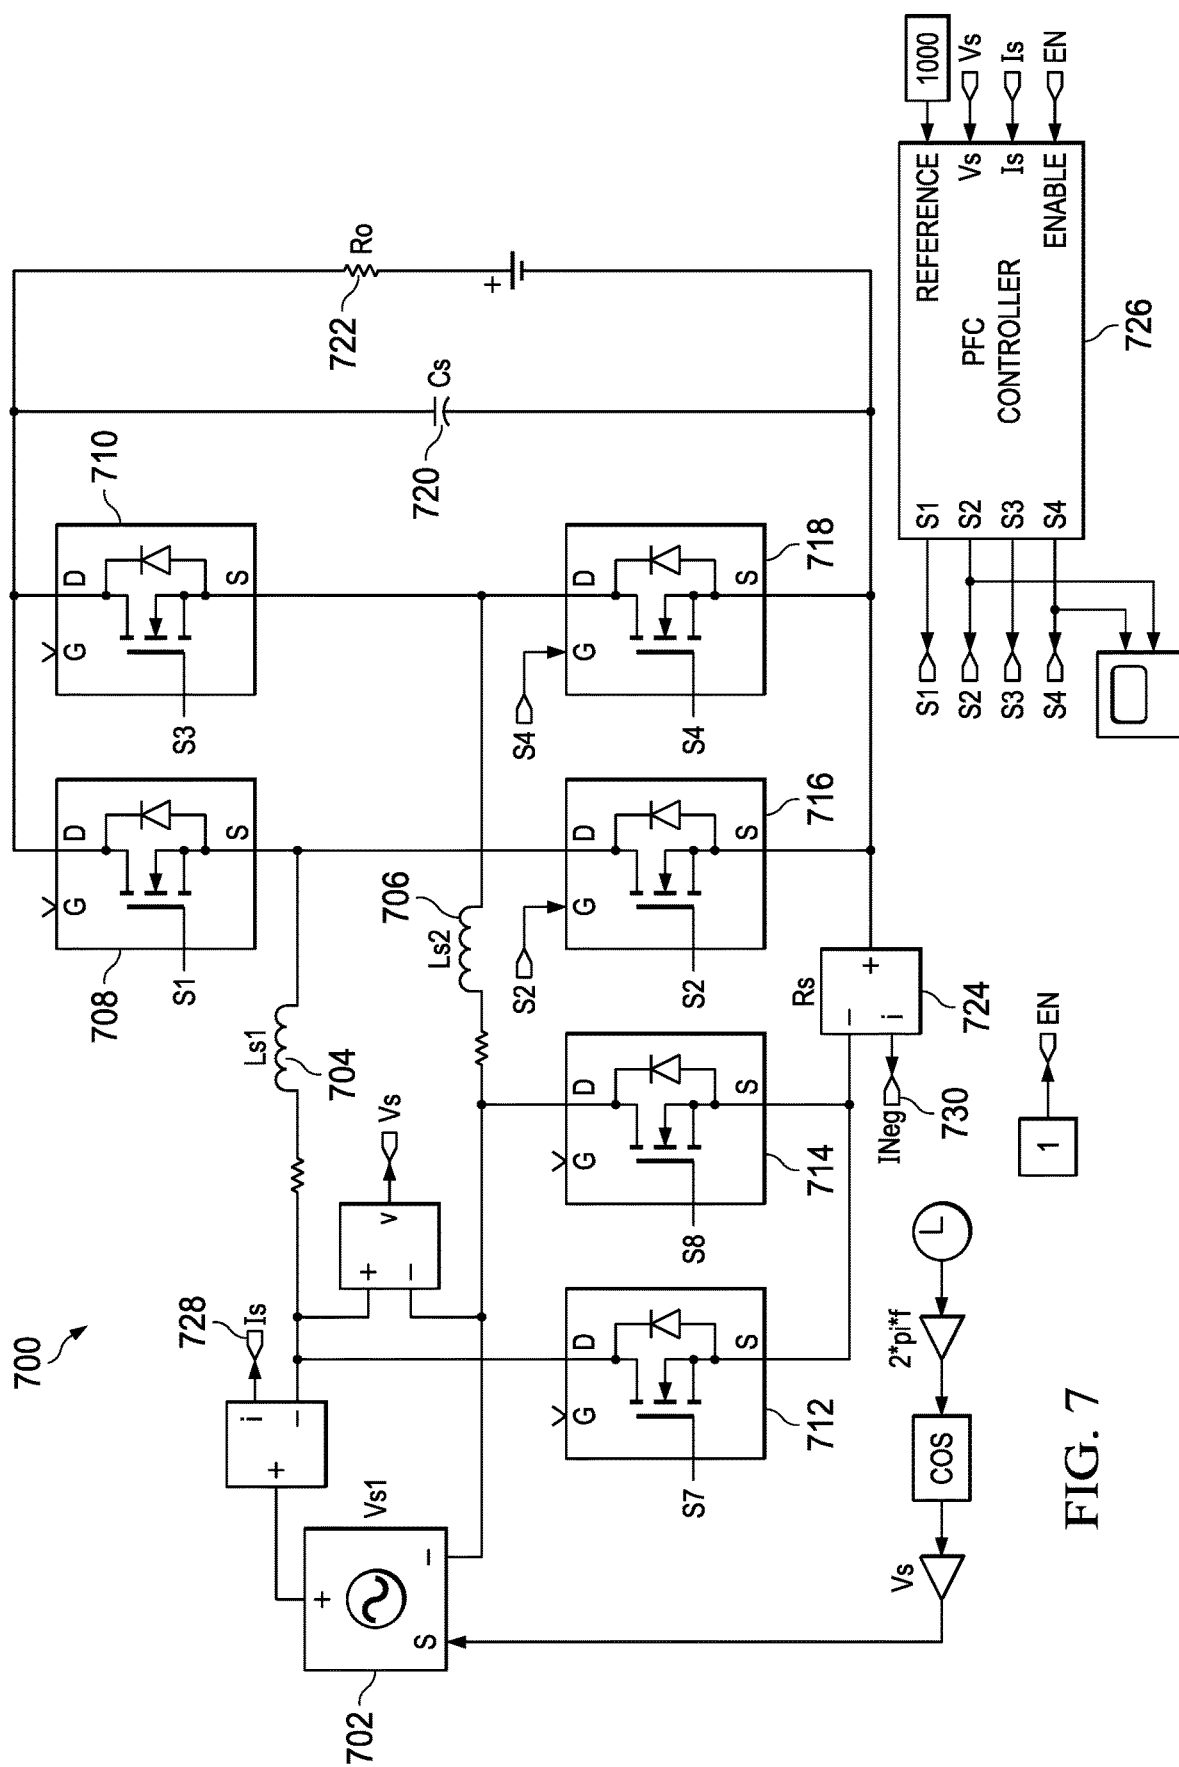 700
728
Is
i
+
−
Vs1
+
−
S
702
Vs
v
+
−
Ls1
704
Ls2
706
708
G
D
S
S1
710
G
D
S
S3
712
G
D
S
S7
714
G
D
S
S8
716
S2
G
D
S
S2
718
S4
G
D
S
S4
720
Cs
722
Ro
+
Rs
−
+
i
724
INeg
730
1
EN
2*pi*f
COS
Vs
1000
Vs
Is
EN
REFERENCE
Vs
Is
ENABLE
PFC
CONTROLLER
S1
S2
S3
S4
726
S1
S2
S3
S4
FIG. 7